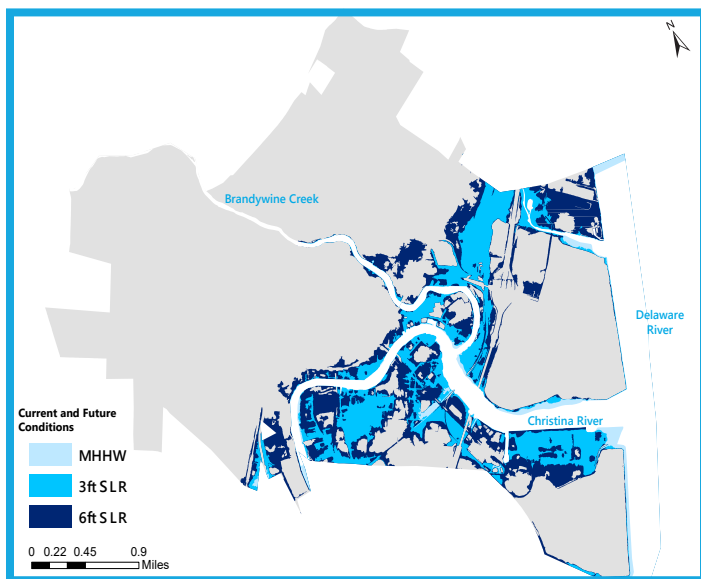 N
Brandywine Creek
Delaware
River
Christina River
Current and Future
Conditions
MHHW
3ft SLR
6ft SLR
0 0.22 0.45 0.9
Miles